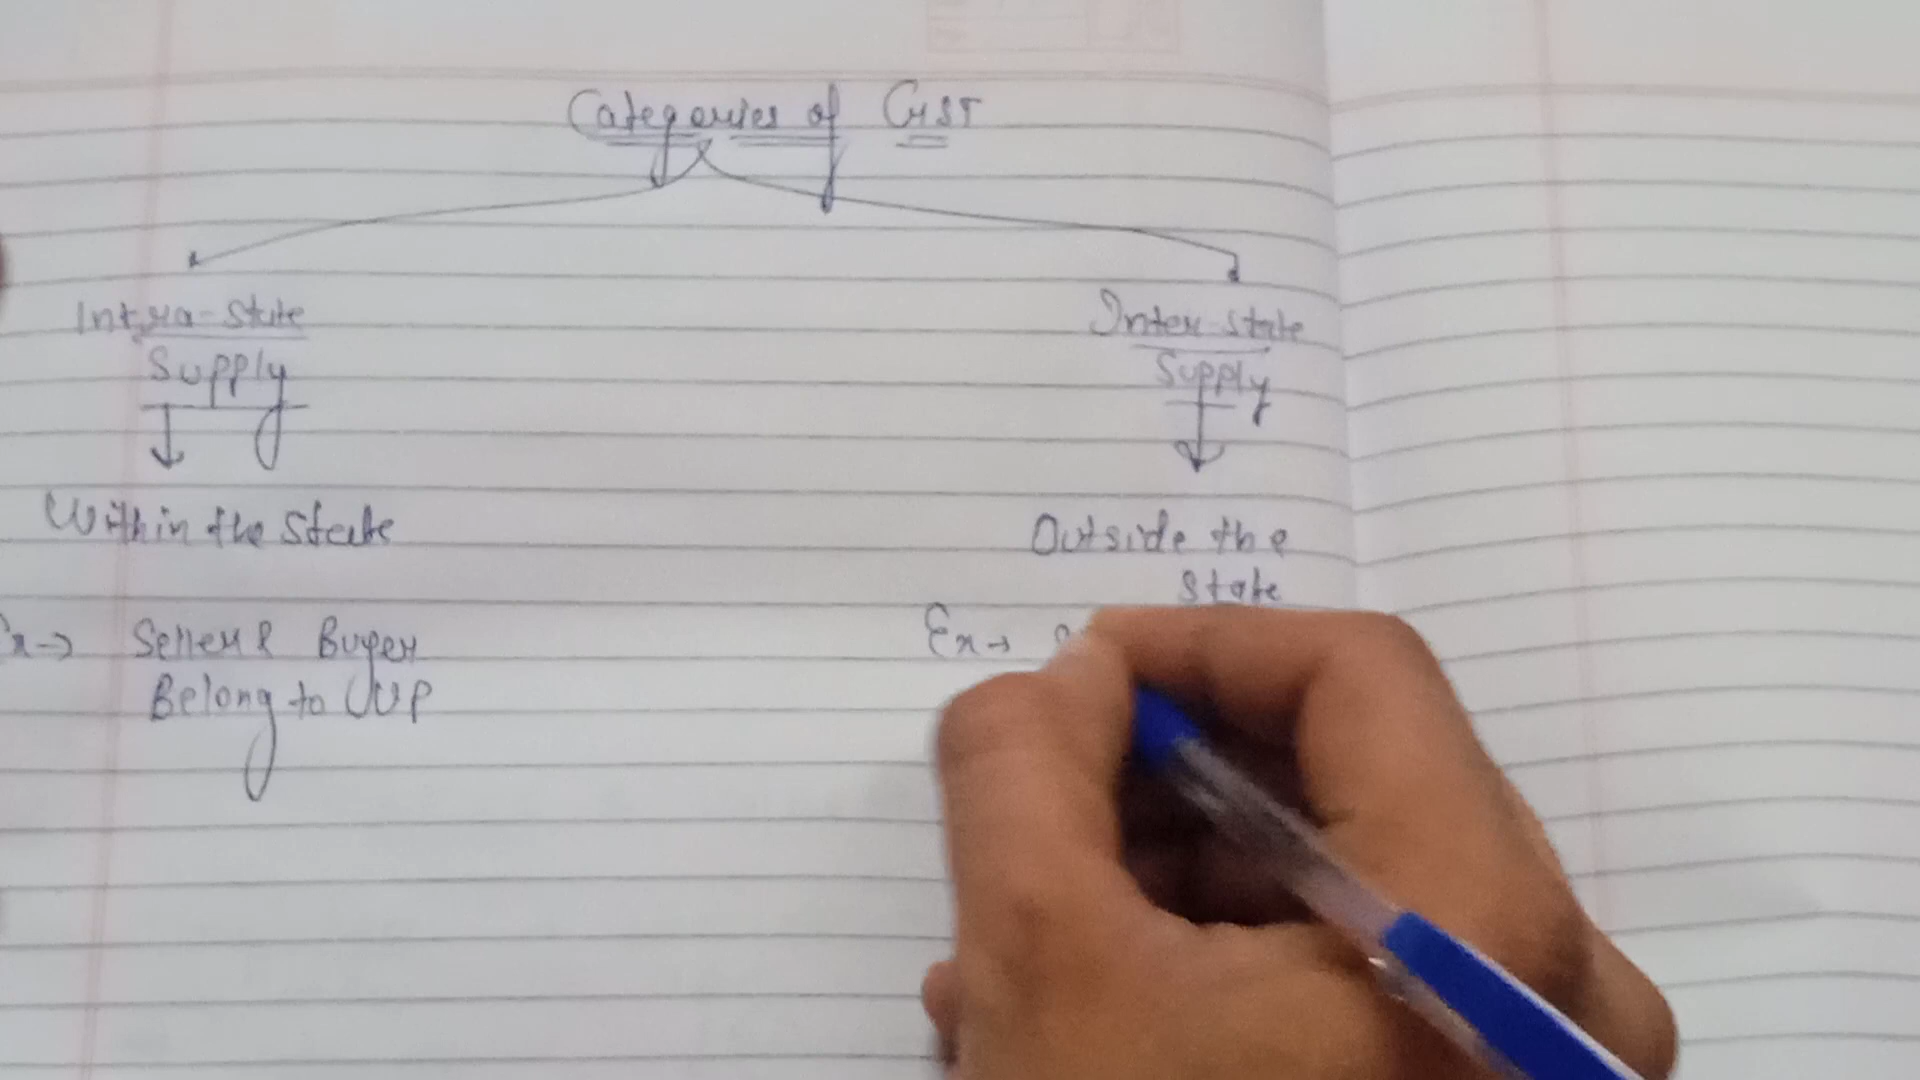 Categories of GST
Intra-State
Supply
Inter-state
Supply
Within the State
Outside the
state
Ex→ Seller & Buyer
Belong to UP
Ex→